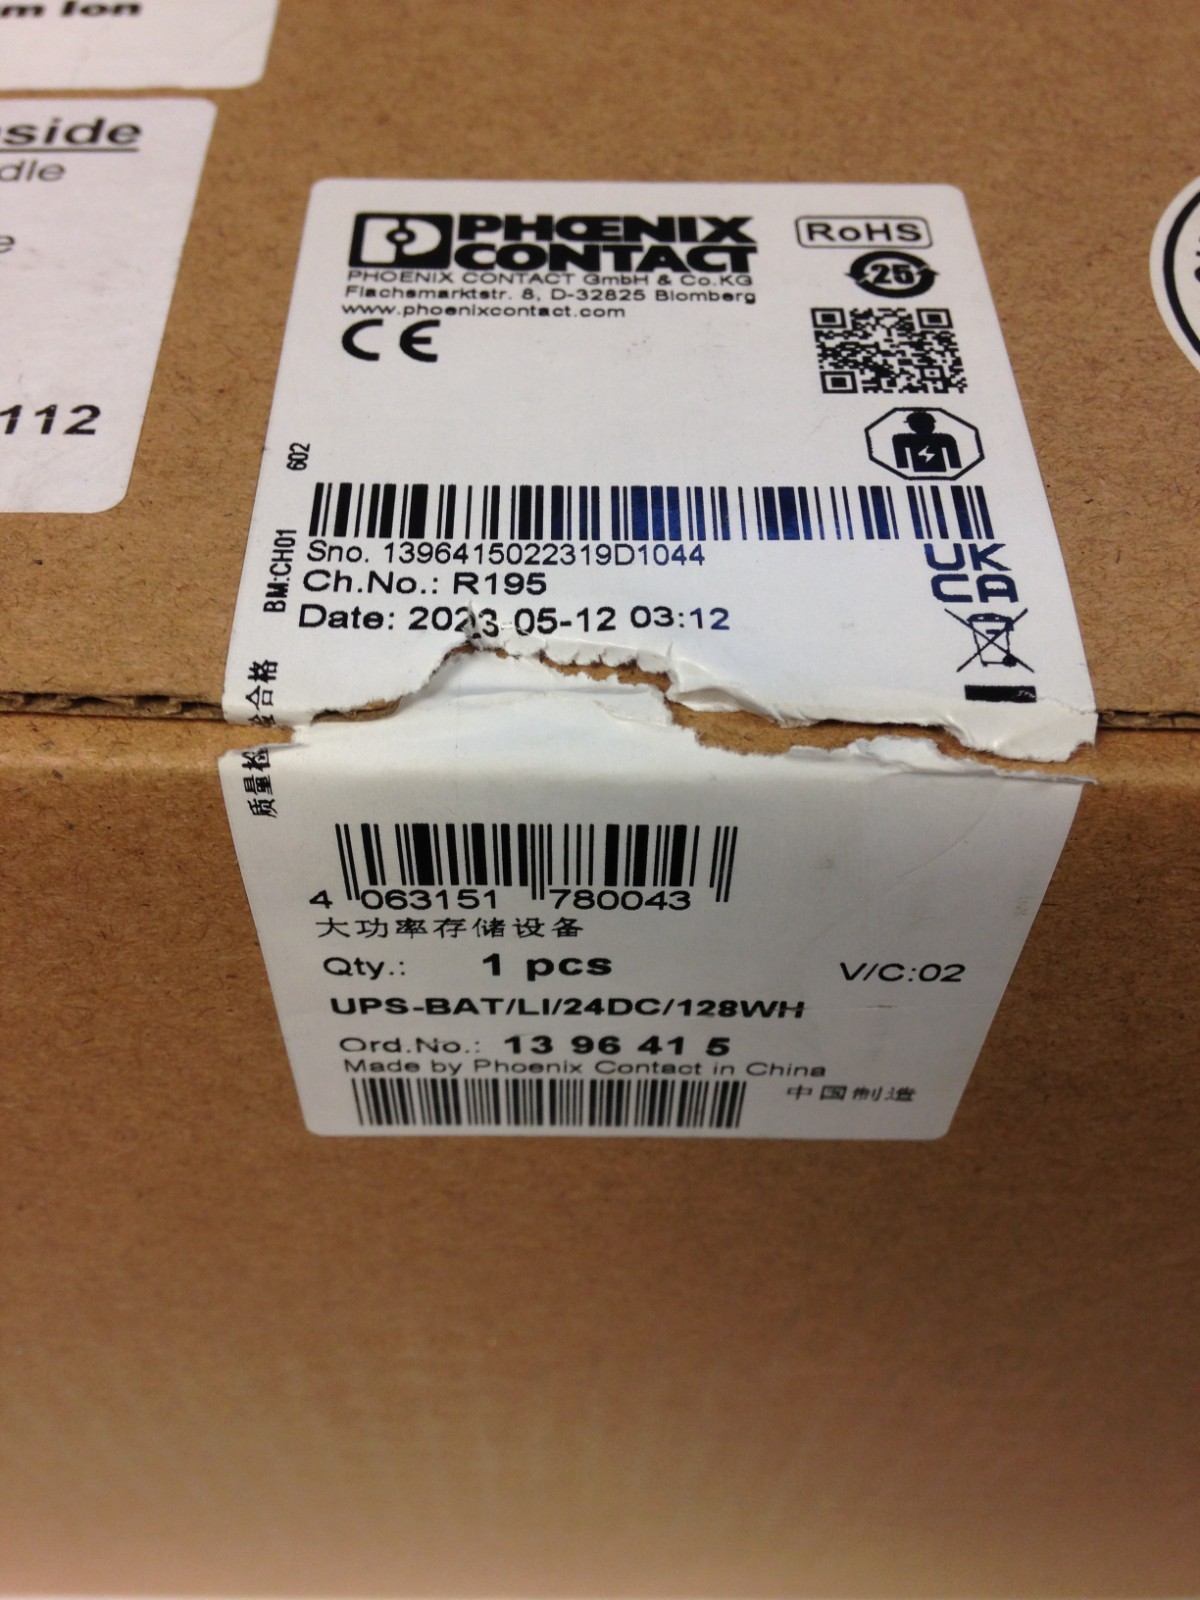 m Ion
side
dle
e
112
PHŒNIX
CONTACT
PHOENIX CONTACT GmbH & Co.KG
Flachsmarktstr. 8, D-32825 Blomberg
www.phoenixcontact.com
CE
RoHS
25
602
BM:CH01
质量检验合格
Sno. 1396415022319D1044
Ch.No.: R195
Date: 2023-05-12 03:12
UK
CA
4 063151 780043
大功率存储设备
Qty.: 1 pcs
V/C:02
UPS-BAT/LI/24DC/128WH
Ord.No.: 13 96 41 5
Made by Phoenix Contact in China
中国制造